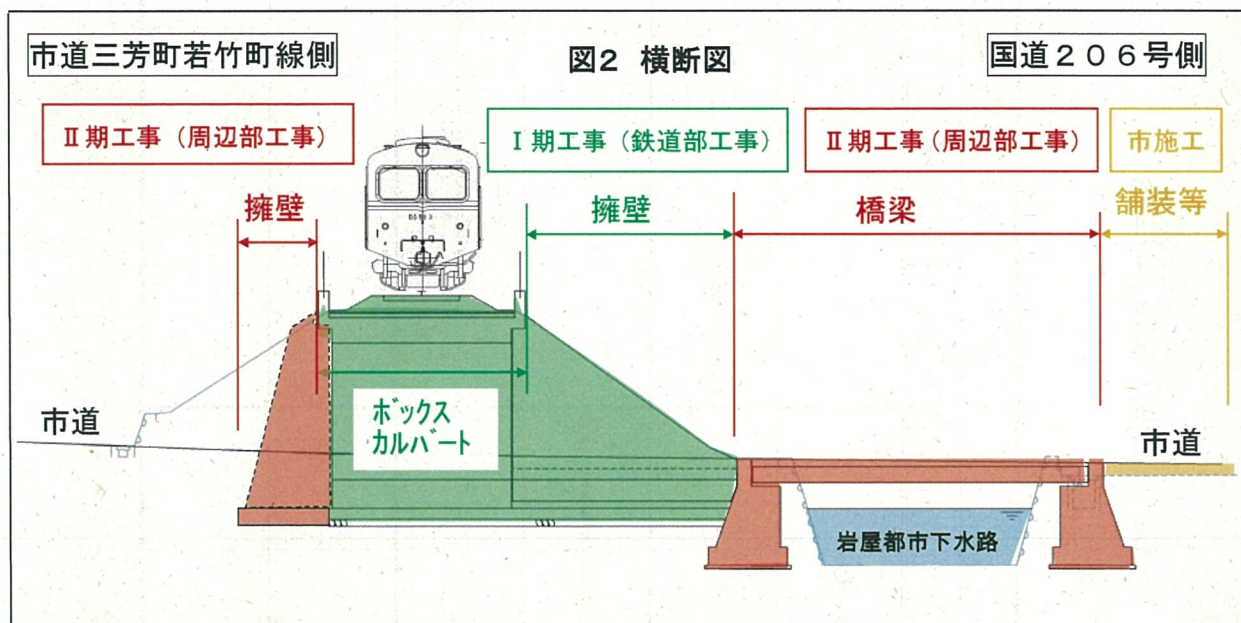 市道三芳町若竹町線側
図2 横断図
国道206号側
Ⅱ期工事（周辺部工事）
Ⅰ期工事（鉄道部工事）
Ⅱ期工事（周辺部工事）
市施工
擁壁
擁壁
橋梁
舗装等
ボックス
カルバート
市道
市道
岩屋都市下水路